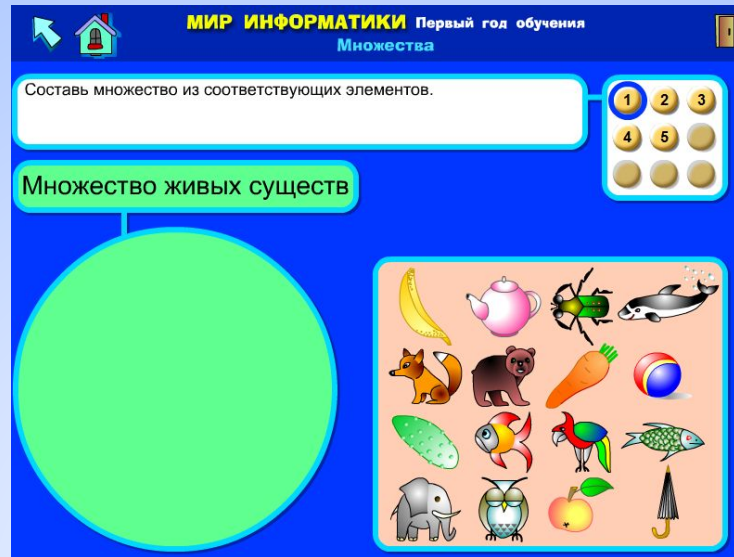 МИР ИНФОРМАТИКИ Первый год обучения
Множества
Составь множество из соответствующих элементов.
1 2 3
4 5
Множество живых существ